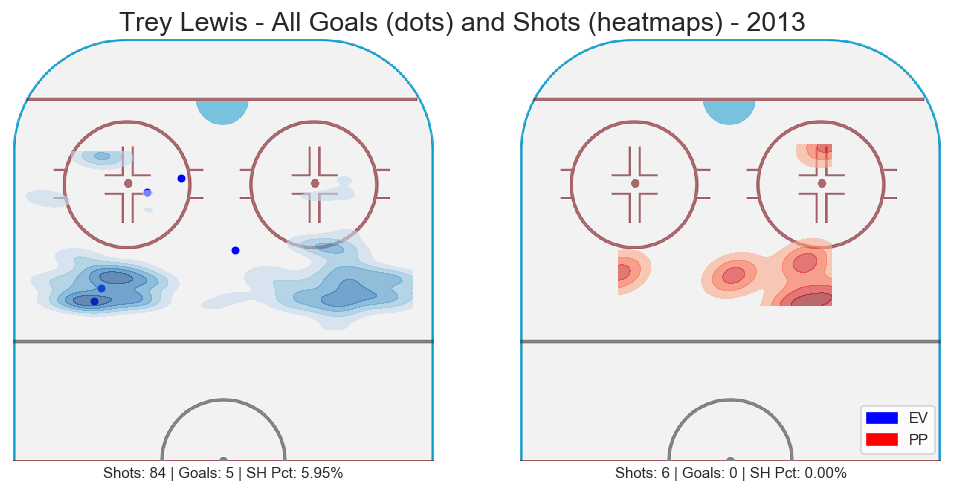 Trey Lewis - All Goals (dots) and Shots (heatmaps) - 2013
EV
PP
Shots: 84 | Goals: 5 | SH Pct: 5.95%
Shots: 6 | Goals: 0 | SH Pct: 0.00%